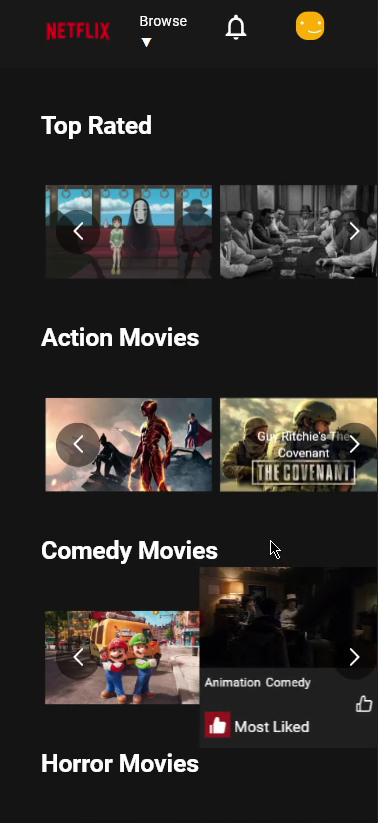 NETFLIX
Browse
▼
Top Rated
Action Movies
Guy Ritchie's The
Covenant
THE COVENANT
Comedy Movies
Animation Comedy
Most Liked
Horror Movies